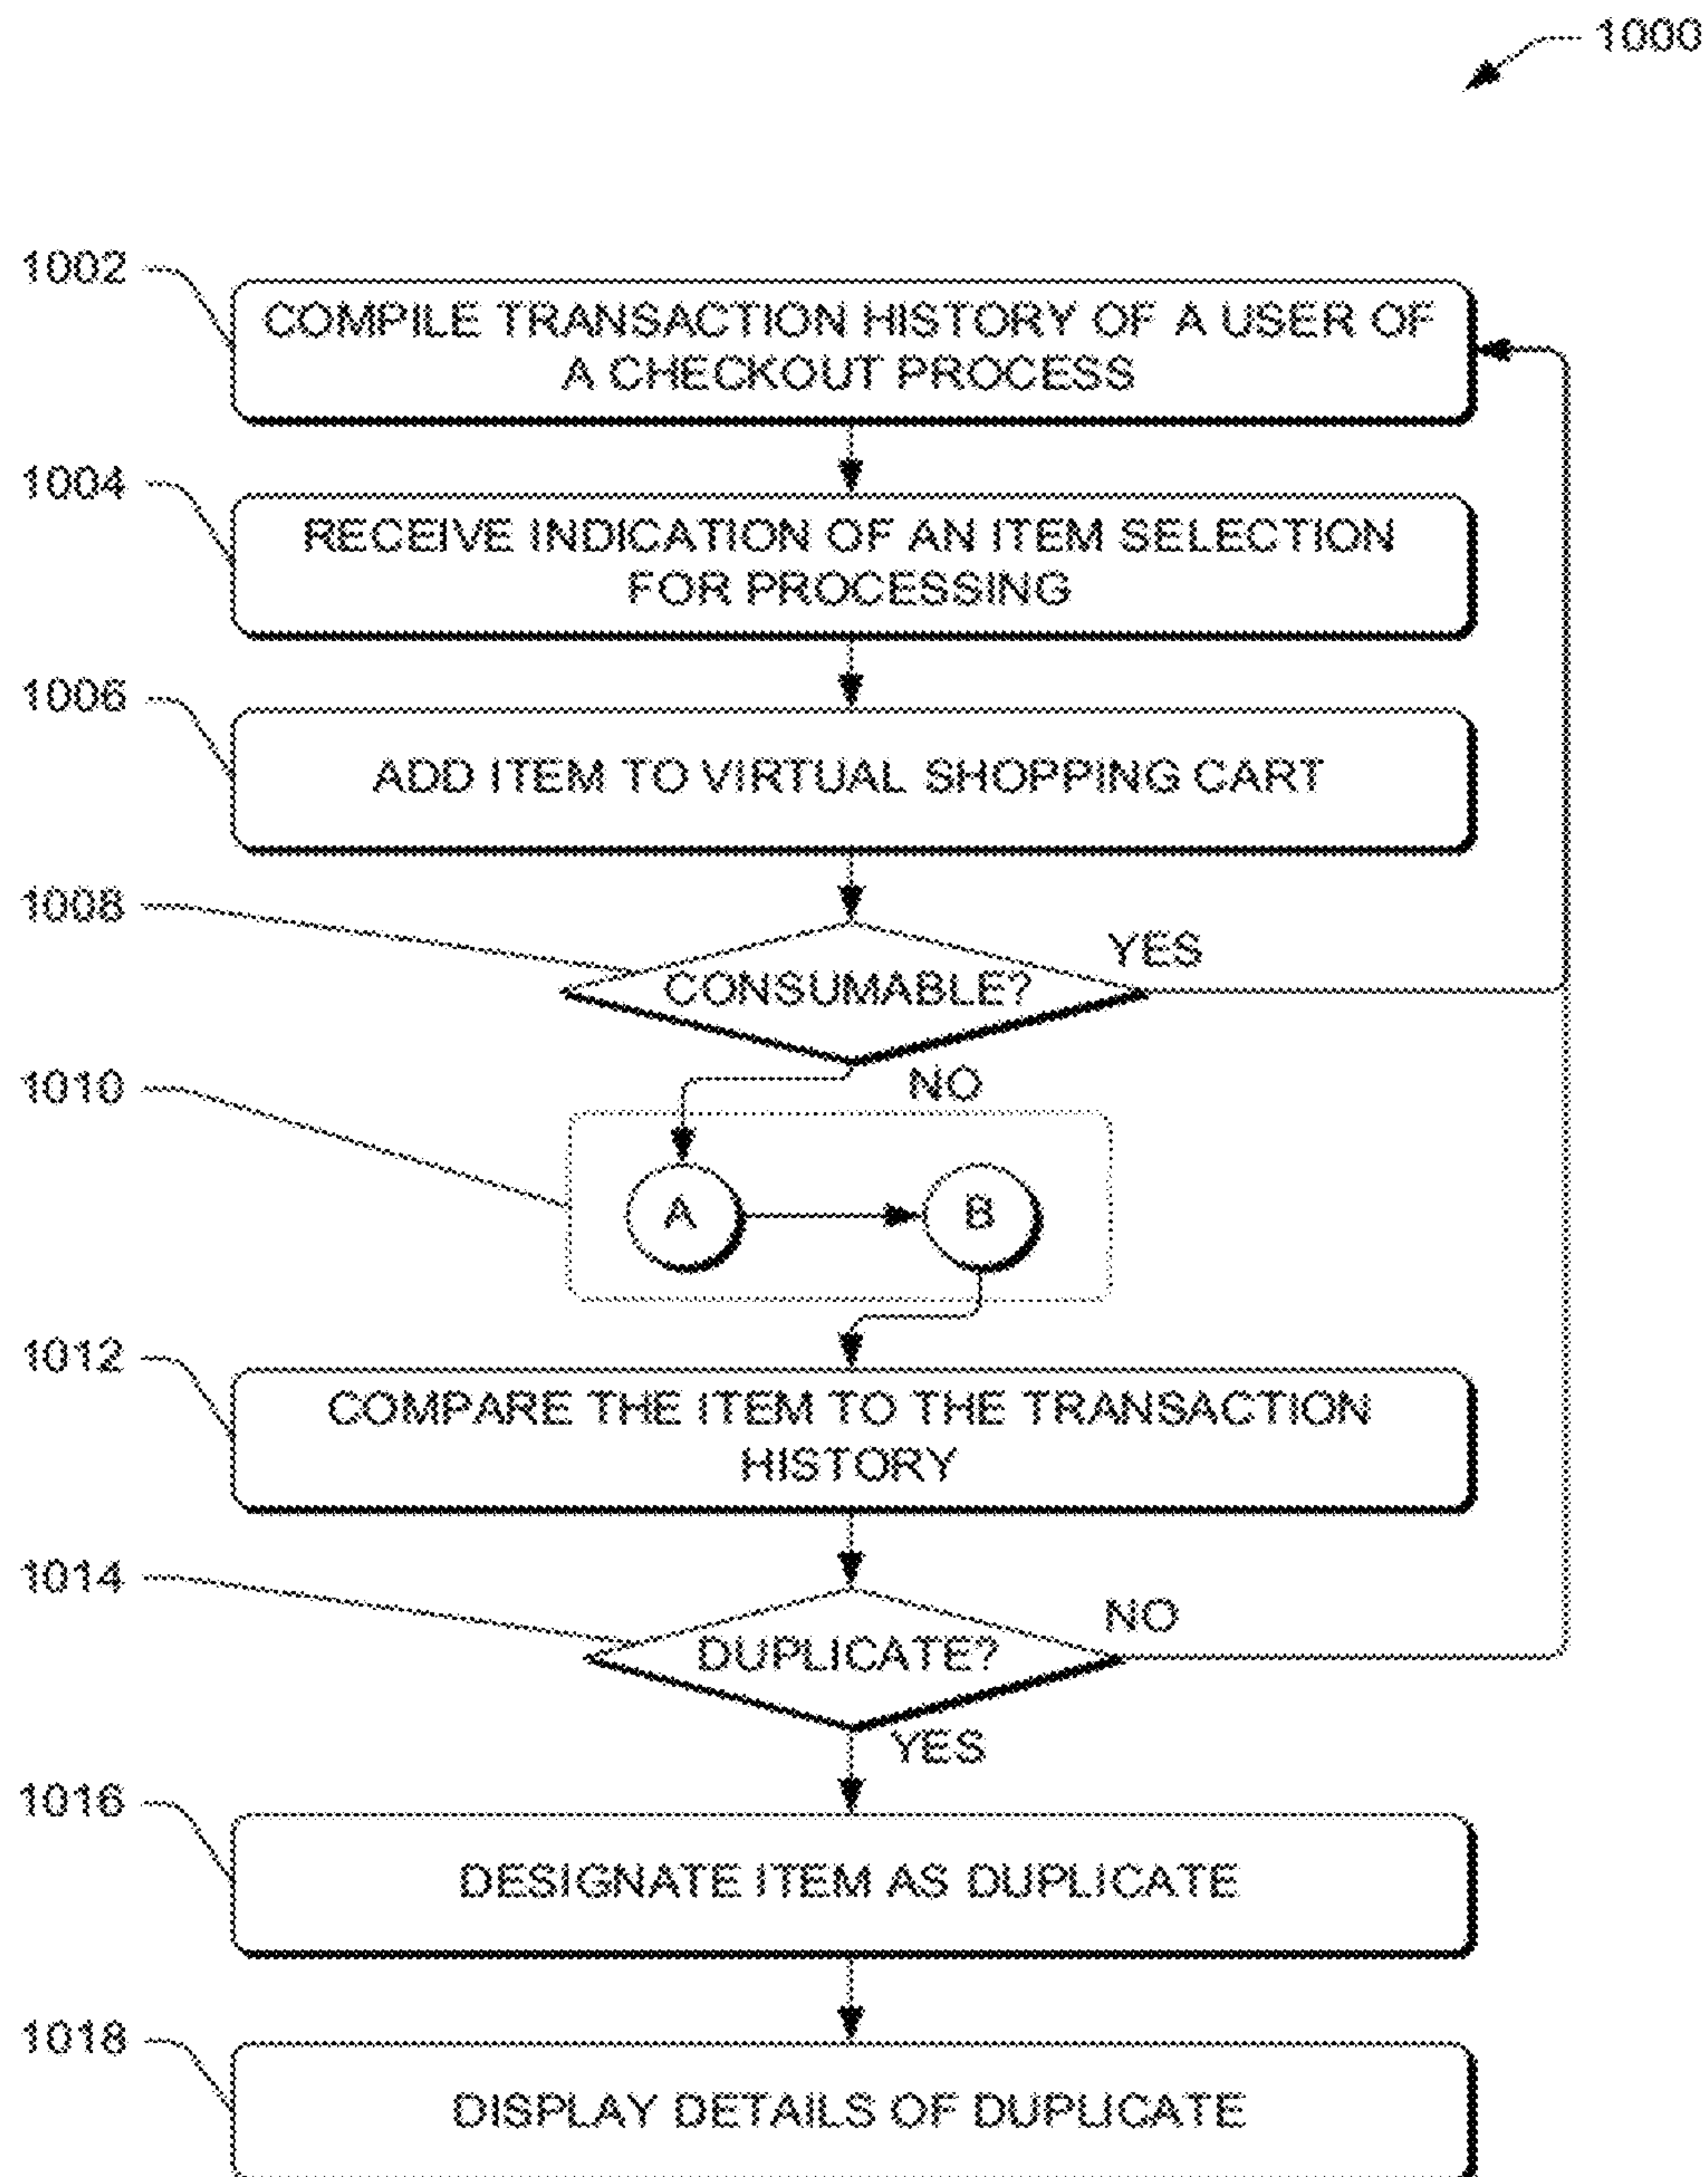 1000
1002
COMPILE TRANSACTION HISTORY OF A USER OF
A CHECKOUT PROCESS
1004
RECEIVE INDICATION OF AN ITEM SELECTION
FOR PROCESSING
1006
ADD ITEM TO VIRTUAL SHOPPING CART
1008
CONSUMABLE?
YES
NO
1010
A
B
1012
COMPARE THE ITEM TO THE TRANSACTION
HISTORY
1014
DUPLICATE?
NO
YES
1016
DESIGNATE ITEM AS DUPLICATE
1018
DISPLAY DETAILS OF DUPLICATE